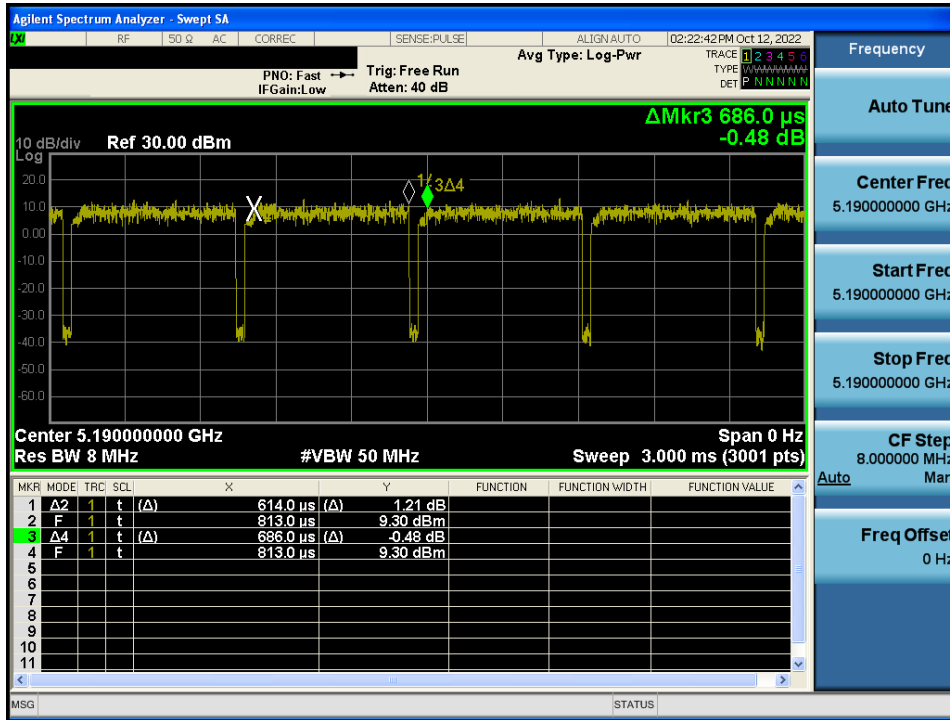 Agilent Spectrum Analyzer - Swept SA
LXI RF 50 Ω AC CORREC SENSE:PULSE ALIGN AUTO 02:22:42 PM Oct 12, 2022
Avg Type: Log-Pwr
TRACE 1 2 3 4 5 6
PNO: Fast Trig: Free Run
TYPE WWWWWW
IFGain:Low Atten: 40 dB
DET P N N N N N
ΔMkr3 686.0 µs
-0.48 dB
10 dB/div Ref 30.00 dBm
Log
20.0
10.0
0.00
-10.0
-20.0
-30.0
-40.0
-50.0
-60.0
X
3Δ4
Center 5.190000000 GHz Span 0 Hz
Res BW 8 MHz #VBW 50 MHz Sweep 3.000 ms (3001 pts)
MKR MODE TRC SCL X Y FUNCTION FUNCTION WIDTH FUNCTION VALUE
1 Δ2 1 t (Δ) 614.0 µs (Δ) 1.21 dB
2 F 1 t 813.0 µs 9.30 dBm
3 Δ4 1 t (Δ) 686.0 µs (Δ) -0.48 dB
4 F 1 t 813.0 µs 9.30 dBm
5
6
7
8
9
10
11
MSG STATUS
Frequency
Auto Tune
Center Freq
5.190000000 GHz
Start Freq
5.190000000 GHz
Stop Freq
5.190000000 GHz
CF Step
8.000000 MHz
Auto Man
Freq Offset
0 Hz